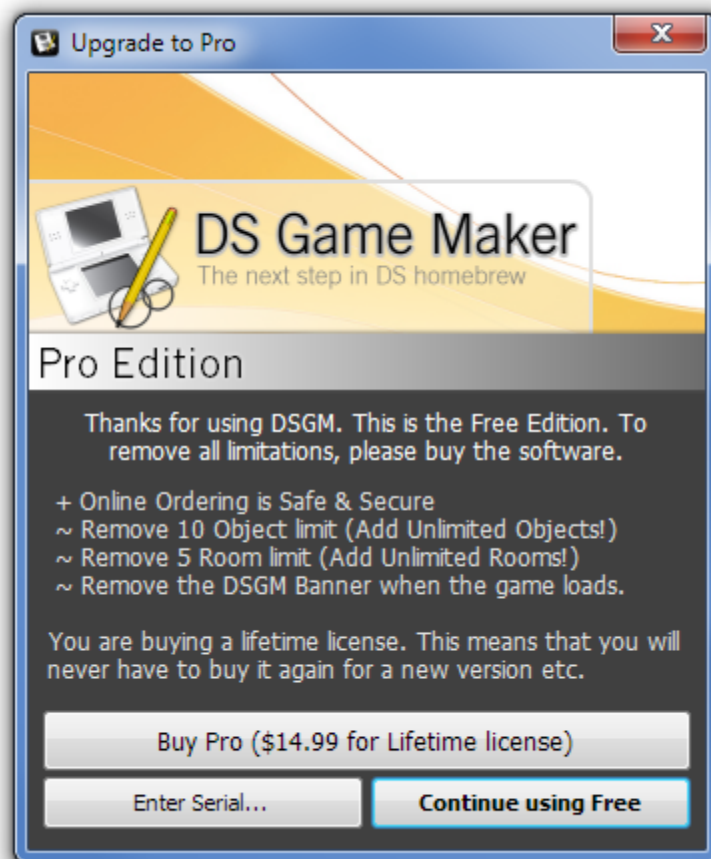 Upgrade to Pro
DS Game Maker
The next step in DS homebrew
Pro Edition
Thanks for using DSGM. This is the Free Edition. To
remove all limitations, please buy the software.
+ Online Ordering is Safe & Secure
~ Remove 10 Object limit (Add Unlimited Objects!)
~ Remove 5 Room limit (Add Unlimited Rooms!)
~ Remove the DSGM Banner when the game loads.
You are buying a lifetime license. This means that you will
never have to buy it again for a new version etc.
Buy Pro ($14.99 for Lifetime license)
Enter Serial...
Continue using Free